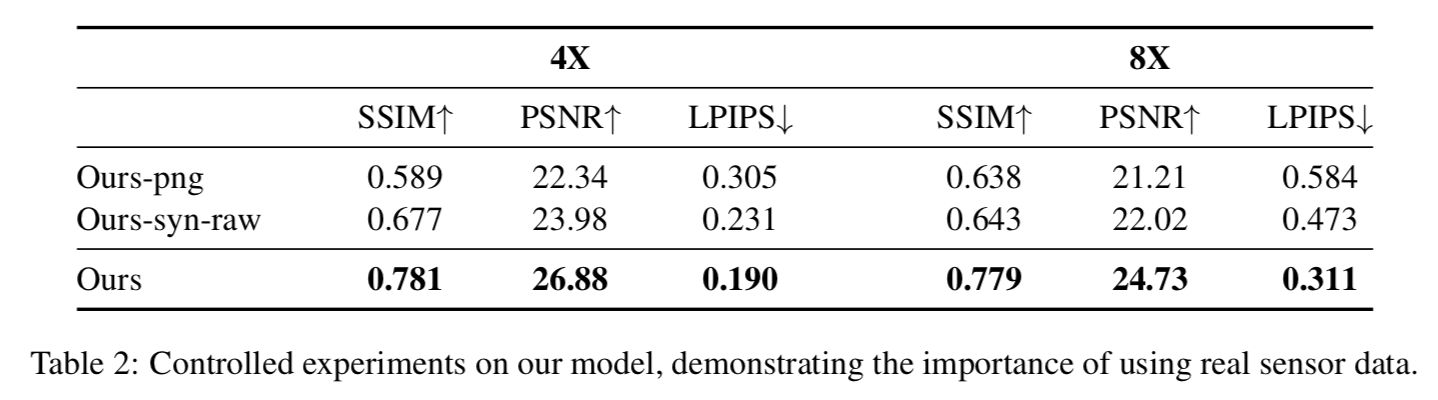 4X 8X
SSIM↑ PSNR↑ LPIPS↓ SSIM↑ PSNR↑ LPIPS↓
Ours-png 0.589 22.34 0.305 0.638 21.21 0.584
Ours-syn-raw 0.677 23.98 0.231 0.643 22.02 0.473
Ours 0.781 26.88 0.190 0.779 24.73 0.311
Table 2: Controlled experiments on our model, demonstrating the importance of using real sensor data.